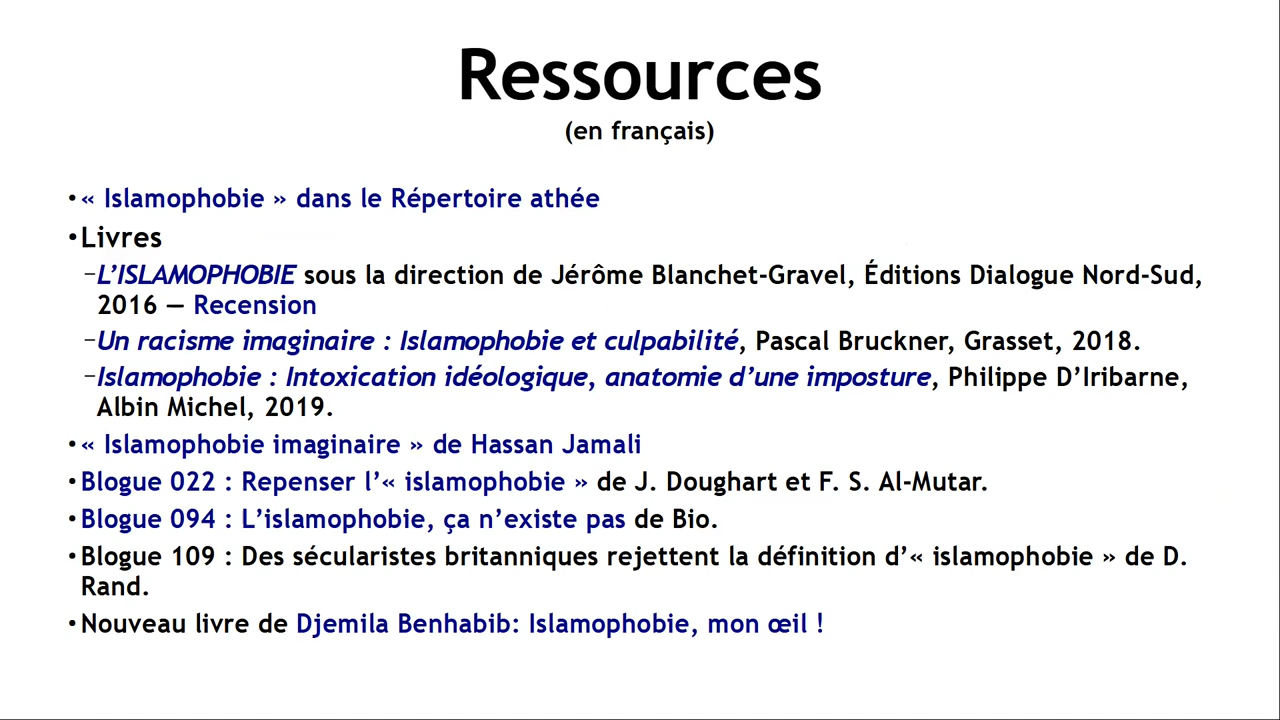 Ressources
(en français)
•« Islamophobie » dans le Répertoire athée
•Livres
–L’ISLAMOPHOBIE sous la direction de Jérôme Blanchet-Gravel, Éditions Dialogue Nord-Sud,
2016 — Recension
–Un racisme imaginaire : Islamophobie et culpabilité, Pascal Bruckner, Grasset, 2018.
–Islamophobie : Intoxication idéologique, anatomie d’une imposture, Philippe D’Iribarne,
Albin Michel, 2019.
•« Islamophobie imaginaire » de Hassan Jamali
•Blogue 022 : Repenser l’« islamophobie » de J. Doughart et F. S. Al-Mutar.
•Blogue 094 : L’islamophobie, ça n’existe pas de Bio.
•Blogue 109 : Des sécularistes britanniques rejettent la définition d’« islamophobie » de D.
Rand.
•Nouveau livre de Djemila Benhabib: Islamophobie, mon œil !